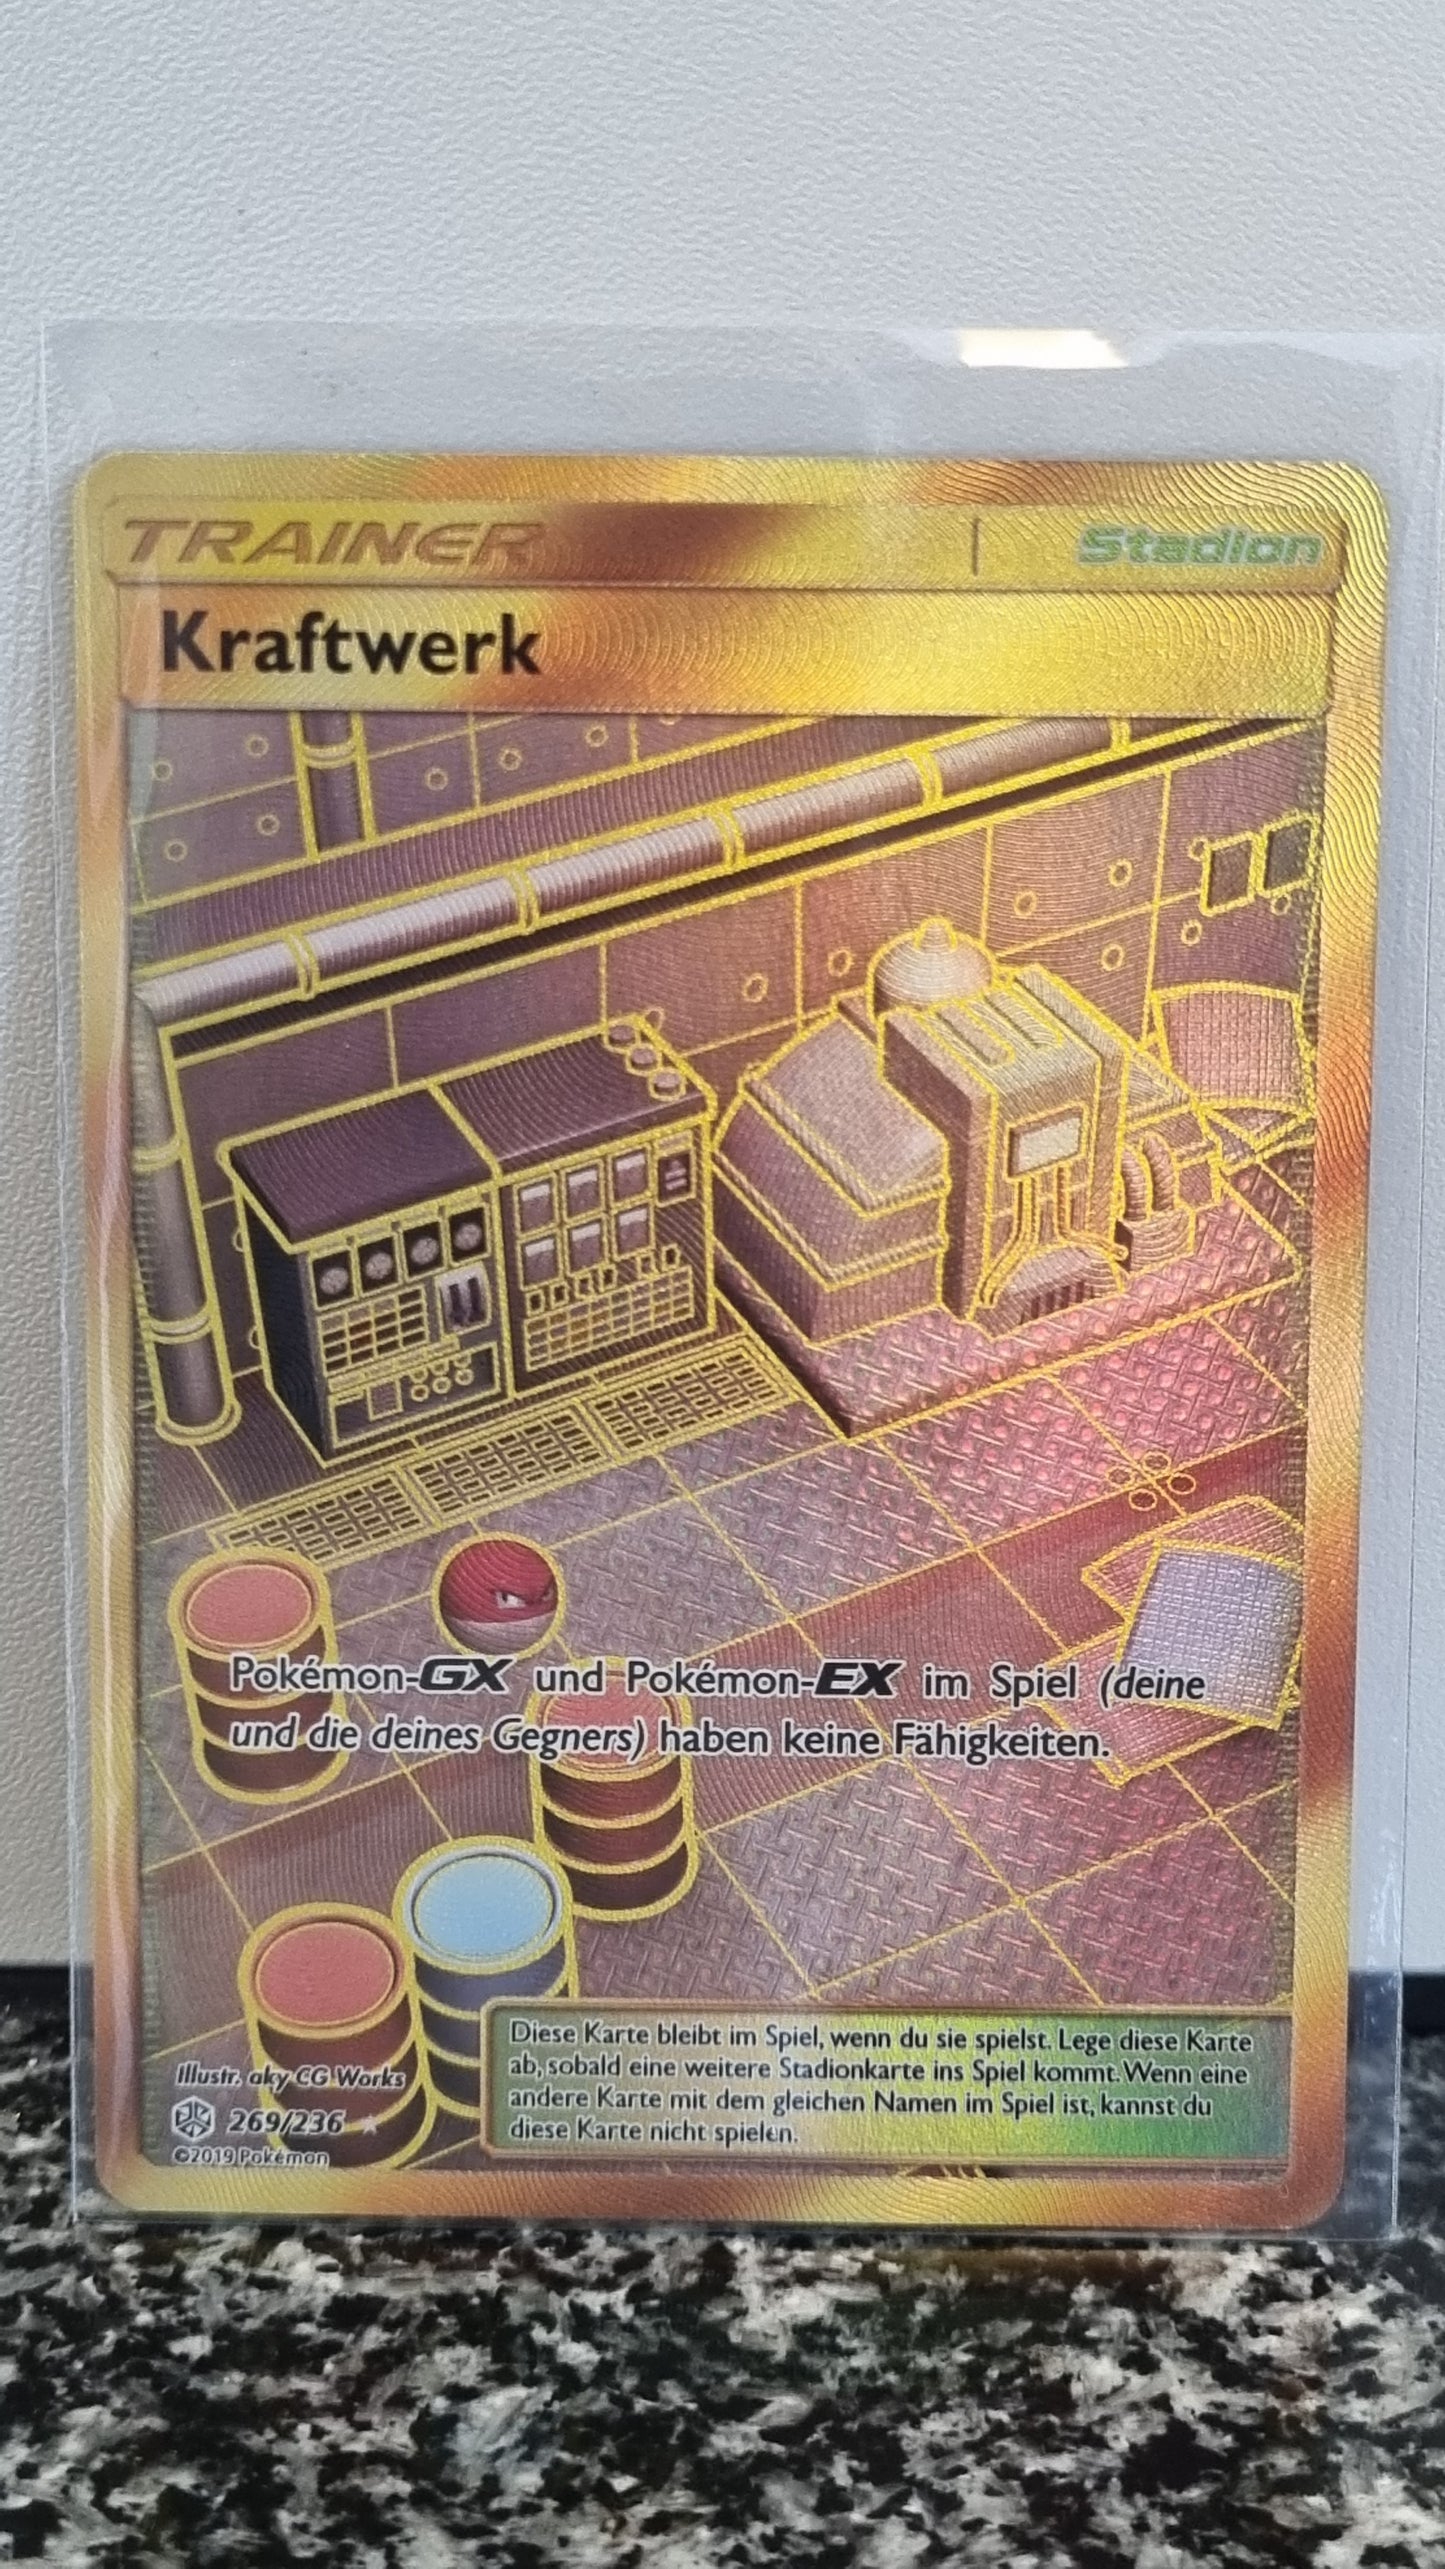 TRAINER
Stadion
Kraftwerk
Pokémon-GX und Pokémon-EX im Spiel (deine
und die deines Gegners) haben keine Fähigkeiten.
Diese Karte bleibt im Spiel, wenn du sie spielst. Lege diese Karte
ab, sobald eine weitere Stadionkarte ins Spiel kommt. Wenn eine
andere Karte mit dem gleichen Namen im Spiel ist, kannst du
diese Karte nicht spielen.
Illustr. aky CG Works
269/236
©2019 Pokémon